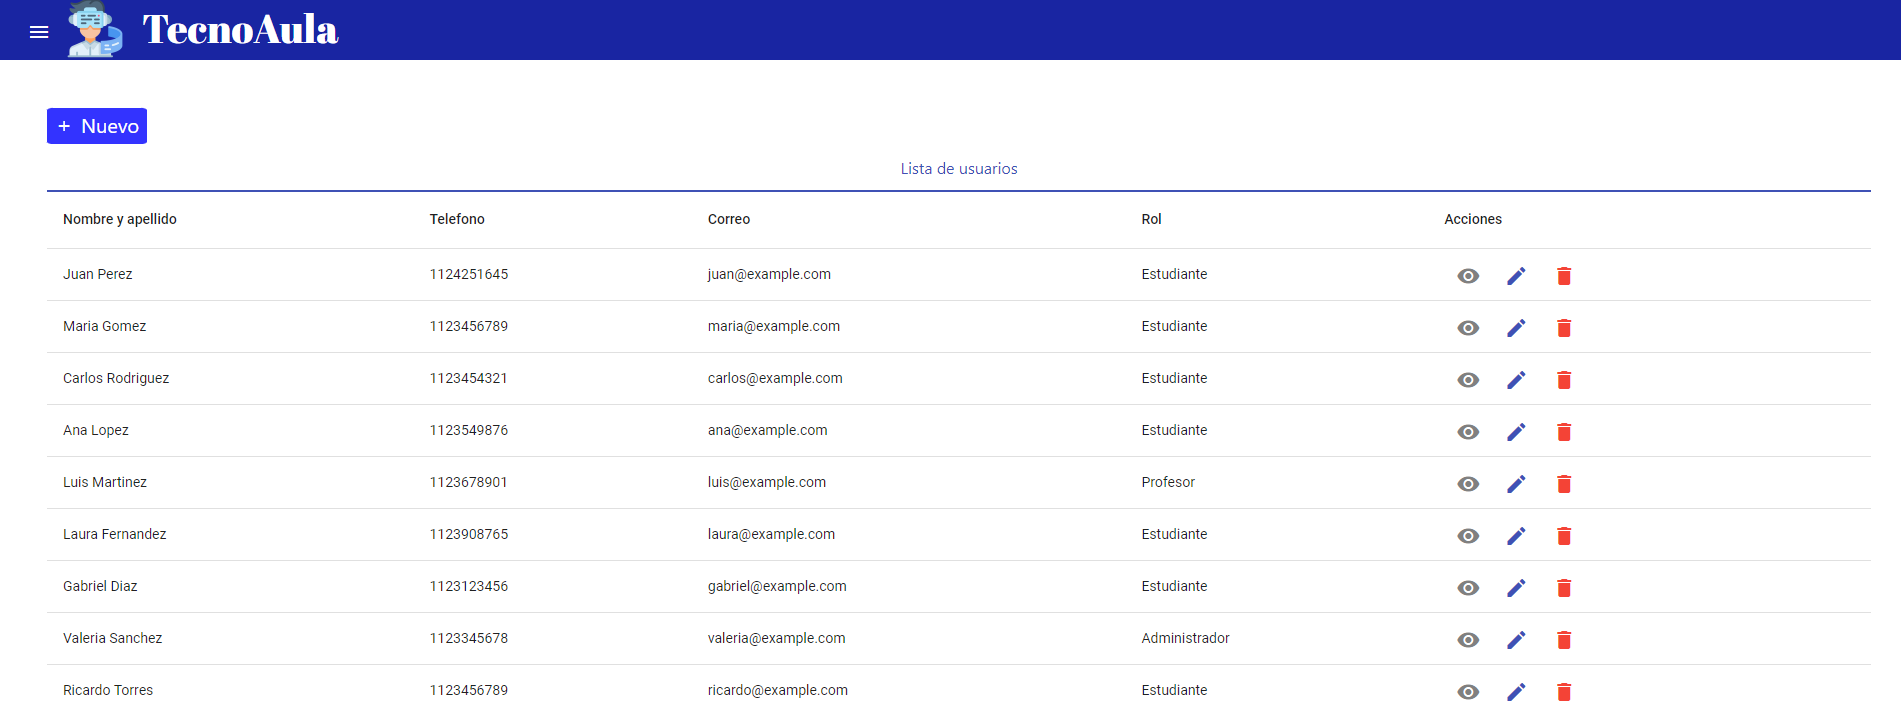 TecnoAula
+ Nuevo
Lista de usuarios
Nombre y apellido Telefono Correo Rol Acciones
Juan Perez 1124251645 juan@example.com Estudiante
Maria Gomez 1123456789 maria@example.com Estudiante
Carlos Rodriguez 1123454321 carlos@example.com Estudiante
Ana Lopez 1123549876 ana@example.com Estudiante
Luis Martinez 1123678901 luis@example.com Profesor
Laura Fernandez 1123908765 laura@example.com Estudiante
Gabriel Diaz 1123123456 gabriel@example.com Estudiante
Valeria Sanchez 1123345678 valeria@example.com Administrador
Ricardo Torres 1123456789 ricardo@example.com Estudiante